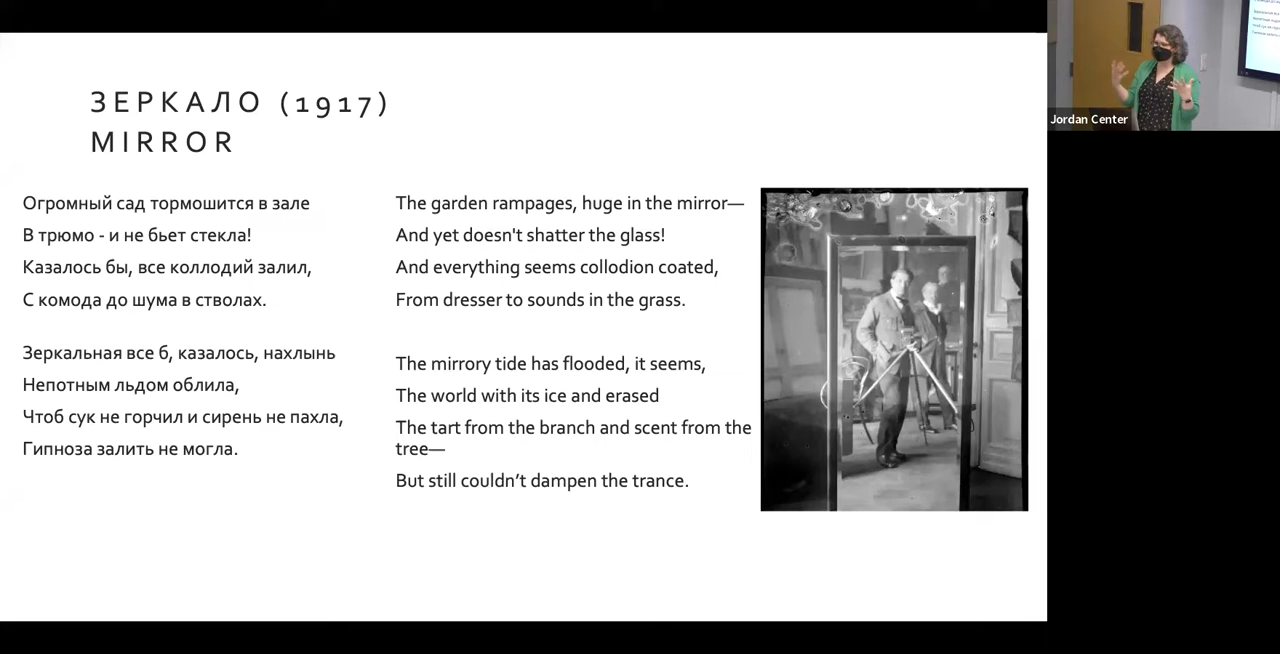 ЗЕРКАЛО (1917)
MIRROR
Огромный сад тормошится в зале
В трюмо - и не бьет стекла!
Казалось бы, все коллодий залил,
С комода до шума в стволах.
Зеркальная все б, казалось, нахлынь
Непотным льдом облила,
Чтоб сук не горчил и сирень не пахла,
Гипноза залить не могла.
The garden rampages, huge in the mirror—
And yet doesn't shatter the glass!
And everything seems collodion coated,
From dresser to sounds in the grass.
The mirrory tide has flooded, it seems,
The world with its ice and erased
The tart from the branch and scent from the
tree—
But still couldn’t dampen the trance.
Jordan Center